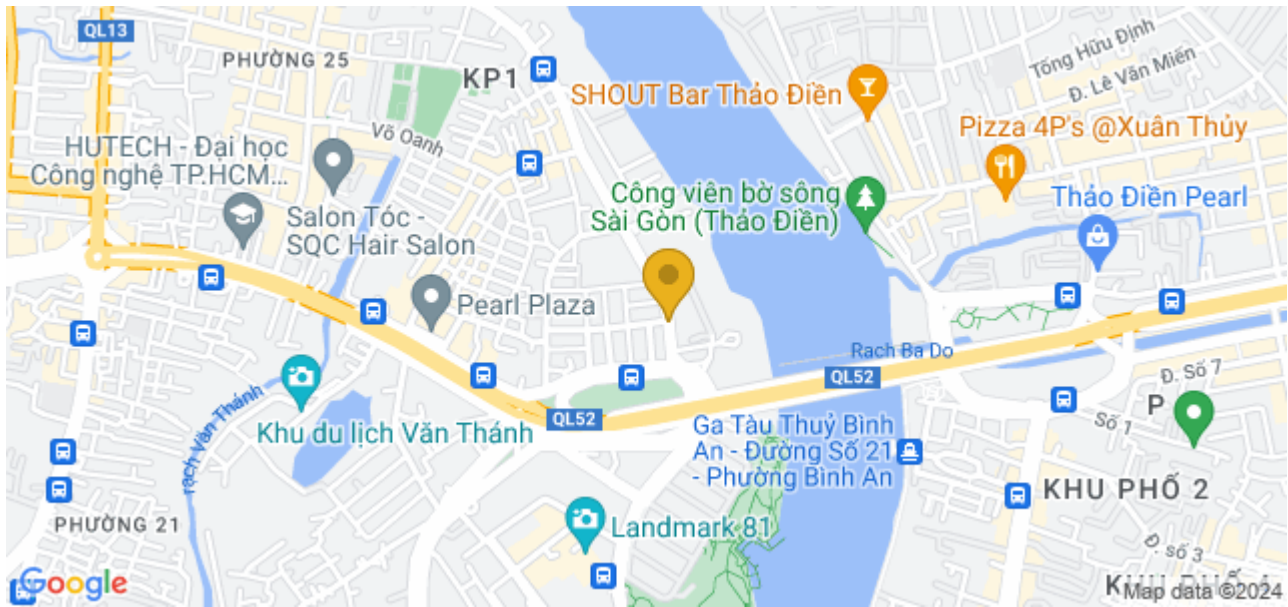 QL13
PHƯỜNG 25
KP1
Võ Oanh
HUTECH - Đại học
Công nghệ TP.HCM...
Salon Tóc -
SQC Hair Salon
Pearl Plaza
SHOUT Bar Thảo Điền
Tống Hữu Định
Đ. Lê Văn Miến
Pizza 4P's @Xuân Thủy
Công viên bờ sông
Sài Gòn (Thảo Điền)
Thảo Điền Pearl
Rach Ba Do
QL52
Đ. Số 7
P
Số 1
rạch Văn Thánh
Khu du lịch Văn Thánh
QL52
Ga Tàu Thuỷ Bình
An - Đường Số 21
- Phường Bình An
KHU PHỐ 2
PHƯỜNG 21
Landmark 81
Đ. số 3
Google
Map data ©2024